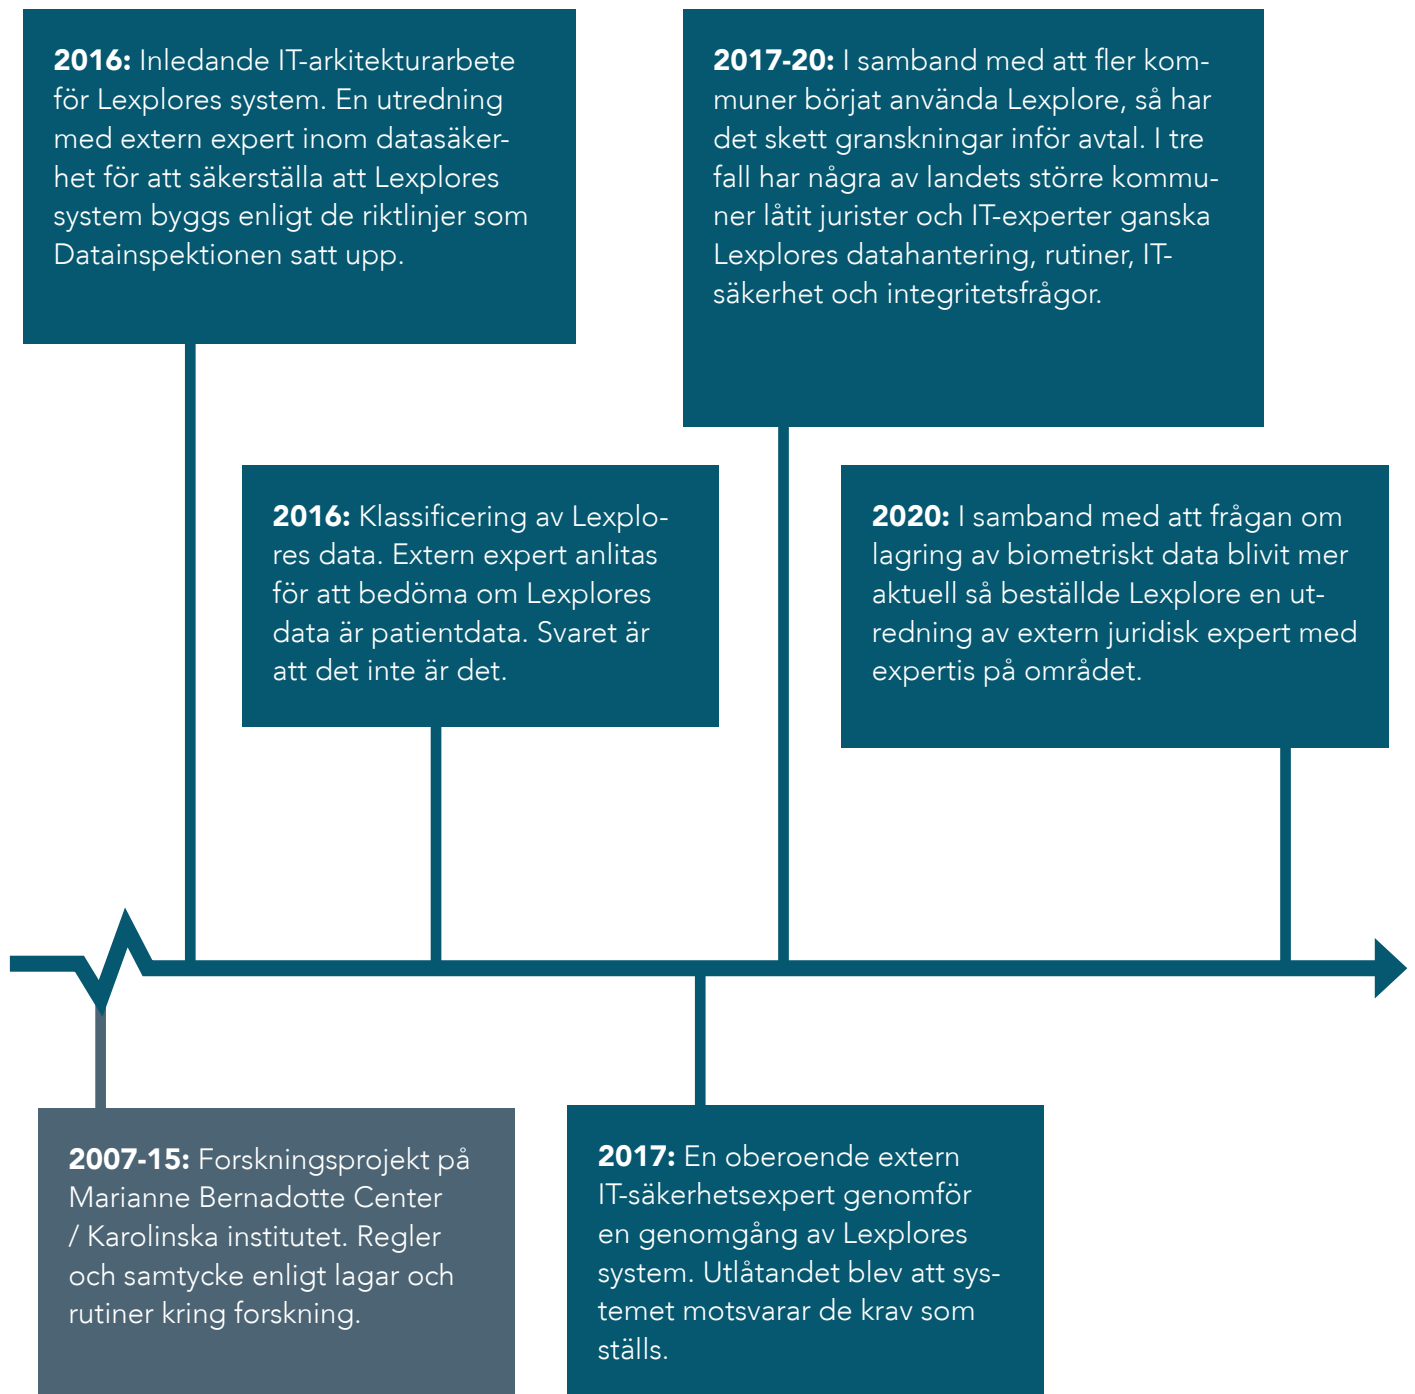 2016: Inledande IT-arkitekturarbete
för Lexplores system. En utredning
med extern expert inom datasäker-
het för att säkerställa att Lexplores
system byggs enligt de riktlinjer som
Datainspektionen satt upp.
2017-20: I samband med att fler kom-
muner börjat använda Lexplore, så har
det skett granskningar inför avtal. I tre
fall har några av landets större kommu-
ner låtit jurister och IT-experter ganska
Lexplores datahantering, rutiner, IT-
säkerhet och integritetsfrågor.
2016: Klassificering av Lexplo-
res data. Extern expert anlitas
för att bedöma om Lexplores
data är patientdata. Svaret är
att det inte är det.
2020: I samband med att frågan om
lagring av biometriskt data blivit mer
aktuell så beställde Lexplore en ut-
redning av extern juridisk expert med
expertis på området.
2007-15: Forskningsprojekt på
Marianne Bernadotte Center
/ Karolinska institutet. Regler
och samtycke enligt lagar och
rutiner kring forskning.
2017: En oberoende extern
IT-säkerhetsexpert genomför
en genomgång av Lexplores
system. Utlåtandet blev att sys-
temet motsvarar de krav som
ställs.